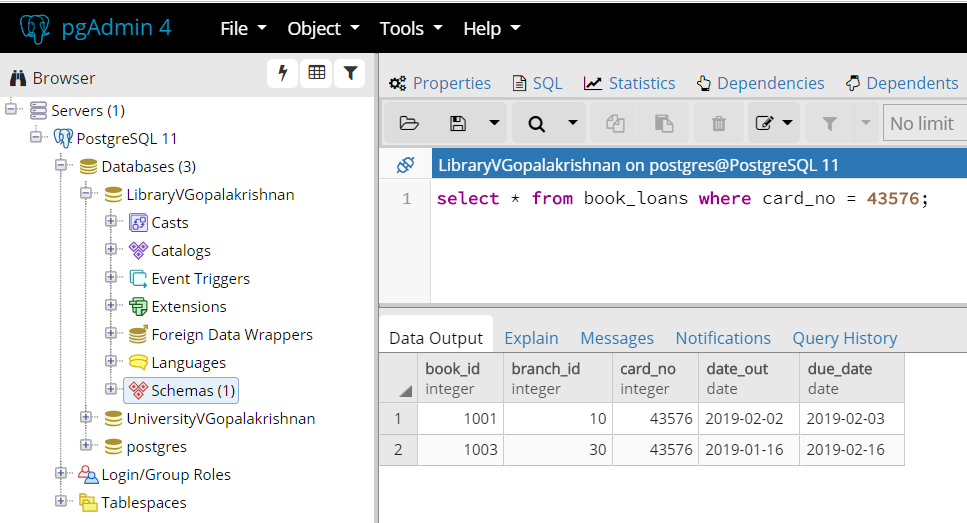 pgAdmin 4 File Object Tools Help
Browser
Servers (1)
PostgreSQL 11
Databases (3)
LibraryVGopalakrishnan
Casts
Catalogs
Event Triggers
Extensions
Foreign Data Wrappers
Languages
Schemas (1)
UniversityVGopalakrishnan
postgres
Login/Group Roles
Tablespaces
Properties SQL Statistics Dependencies Dependents
No limit
LibraryVGopalakrishnan on postgres@PostgreSQL 11
1 select * from book_loans where card_no = 43576;
Data Output Explain Messages Notifications Query History
book_id branch_id card_no date_out due_date
integer integer integer date date
1 1001 10 43576 2019-02-02 2019-02-03
2 1003 30 43576 2019-01-16 2019-02-16